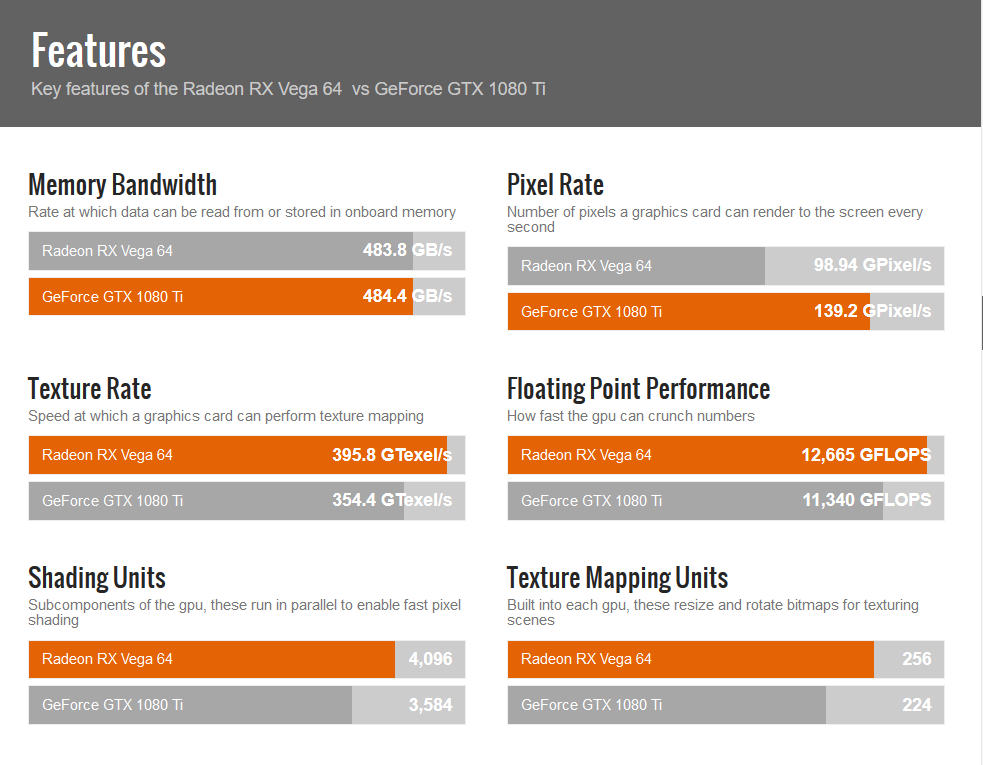 Features
Key features of the Radeon RX Vega 64 vs GeForce GTX 1080 Ti
Memory Bandwidth
Rate at which data can be read from or stored in onboard memory
Radeon RX Vega 64 483.8 GB/s
GeForce GTX 1080 Ti 484.4 GB/s
Pixel Rate
Number of pixels a graphics card can render to the screen every
second
Radeon RX Vega 64 98.94 GPixel/s
GeForce GTX 1080 Ti 139.2 GPixel/s
Texture Rate
Speed at which a graphics card can perform texture mapping
Radeon RX Vega 64 395.8 GTexel/s
GeForce GTX 1080 Ti 354.4 GTexel/s
Floating Point Performance
How fast the gpu can crunch numbers
Radeon RX Vega 64 12,665 GFLOPS
GeForce GTX 1080 Ti 11,340 GFLOPS
Shading Units
Subcomponents of the gpu, these run in parallel to enable fast pixel
shading
Radeon RX Vega 64 4,096
GeForce GTX 1080 Ti 3,584
Texture Mapping Units
Built into each gpu, these resize and rotate bitmaps for texturing
scenes
Radeon RX Vega 64 256
GeForce GTX 1080 Ti 224